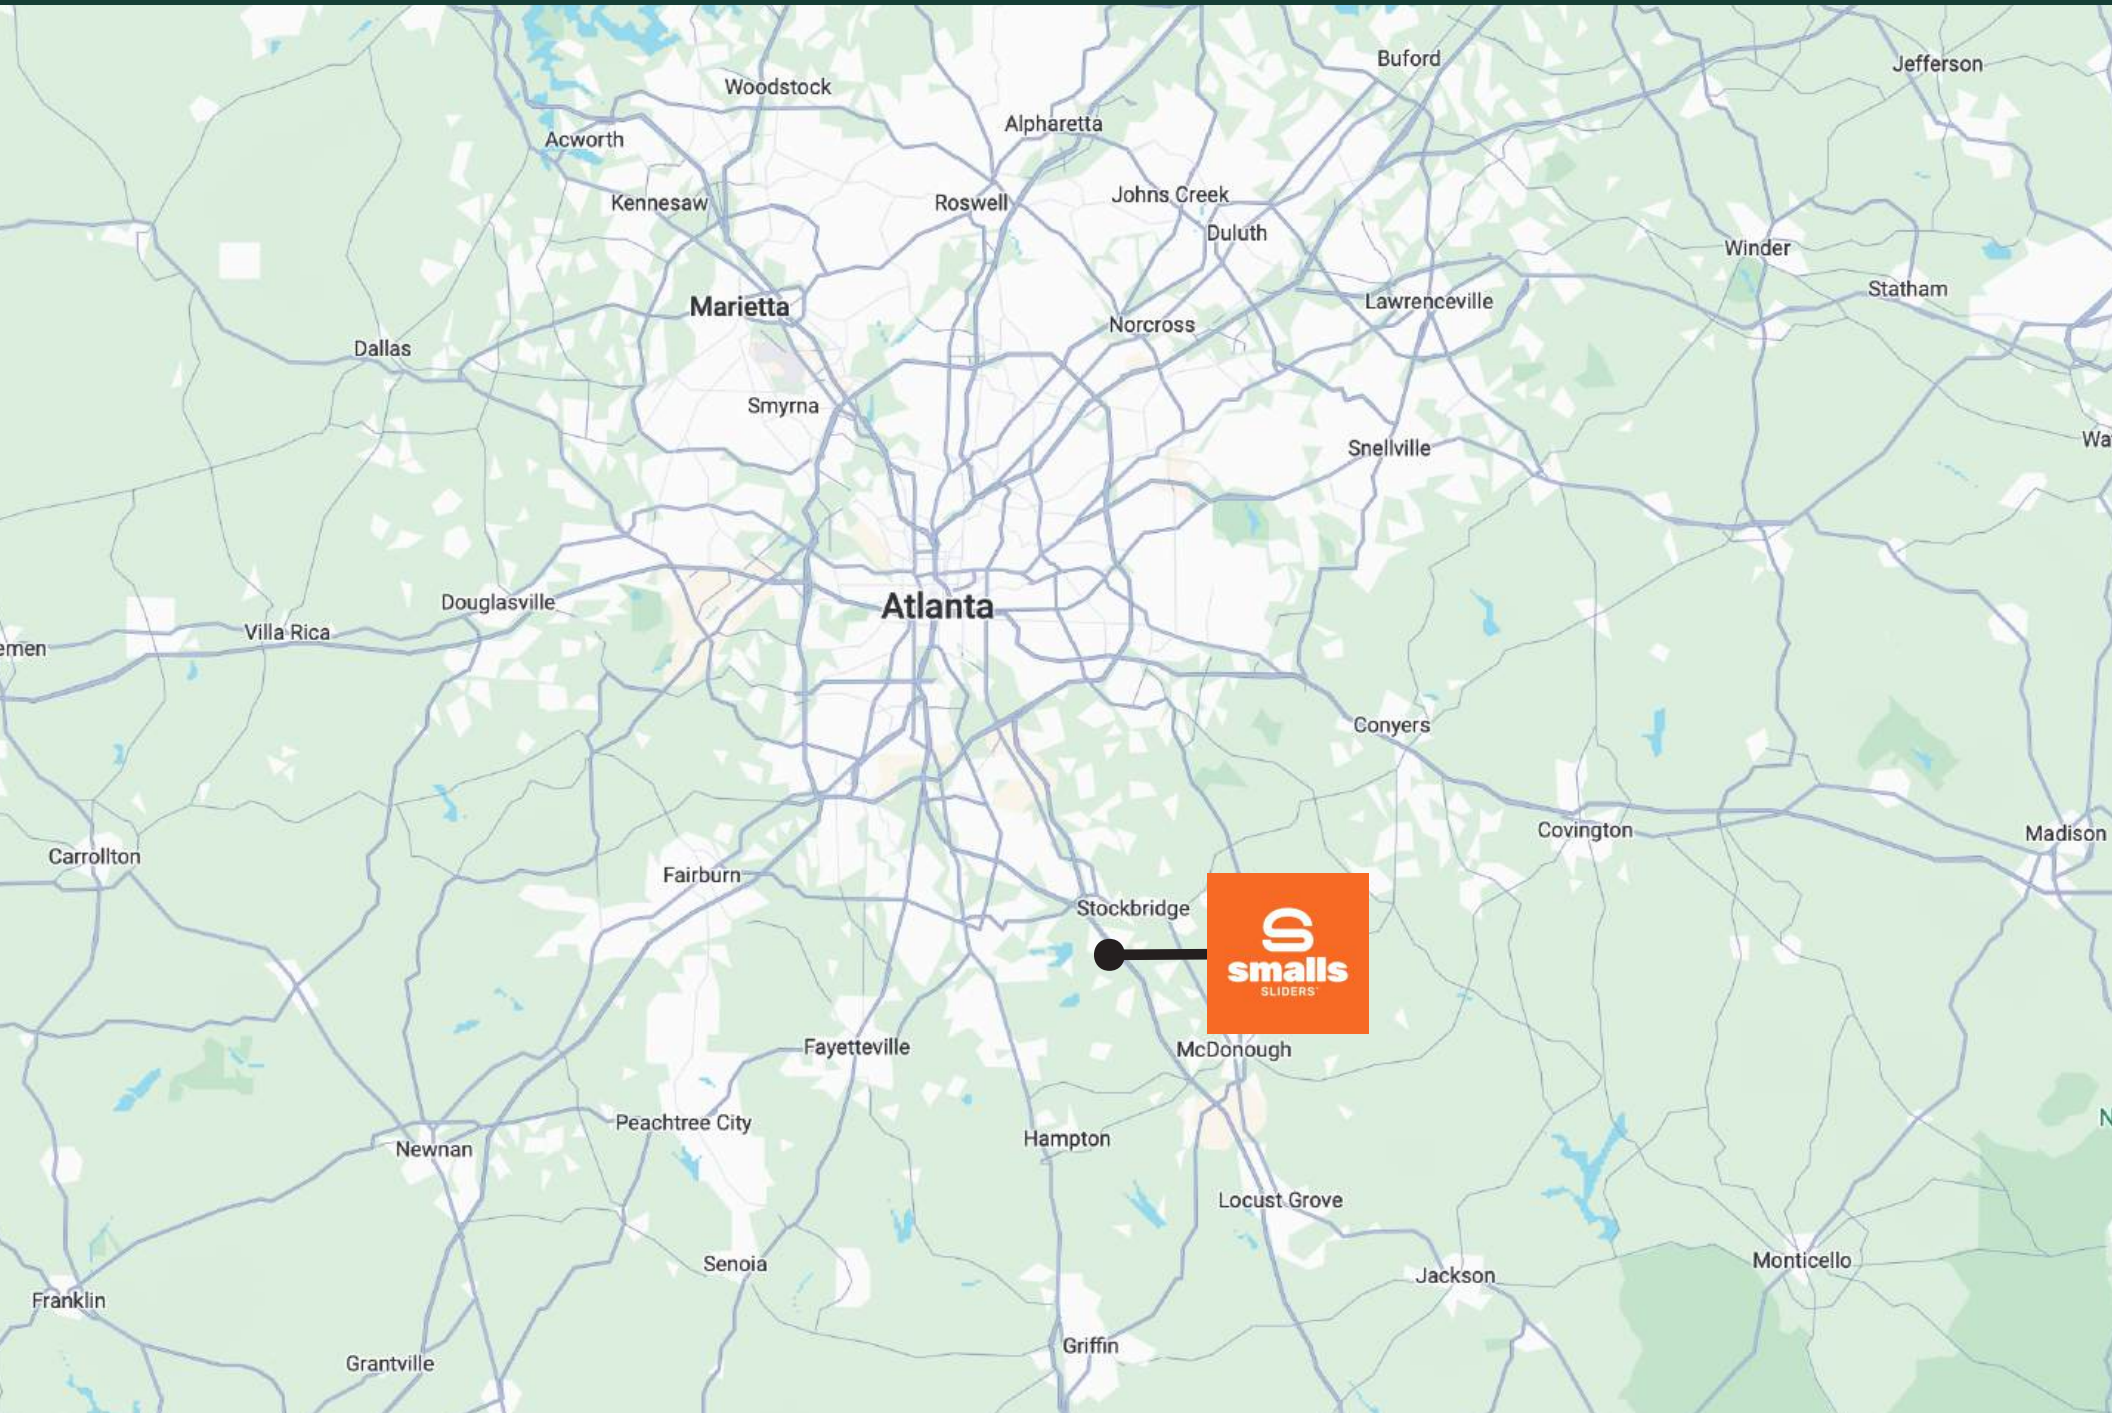 Buford
Jefferson
Woodstock
Alpharetta
Acworth
Kennesaw
Roswell
Johns Creek
Duluth
Winder
Statham
Marietta
Lawrenceville
Norcross
Dallas
Smyrna
Snellville
Wa
Atlanta
Douglasville
Villa Rica
emen
Conyers
Covington
Madison
Carrollton
Fairburn
Stockbridge
S
smalls
SLIDERS
McDonough
Fayetteville
Peachtree City
N
Hampton
Newnan
Locust Grove
Senoia
Monticello
Jackson
Franklin
Griffin
Grantville